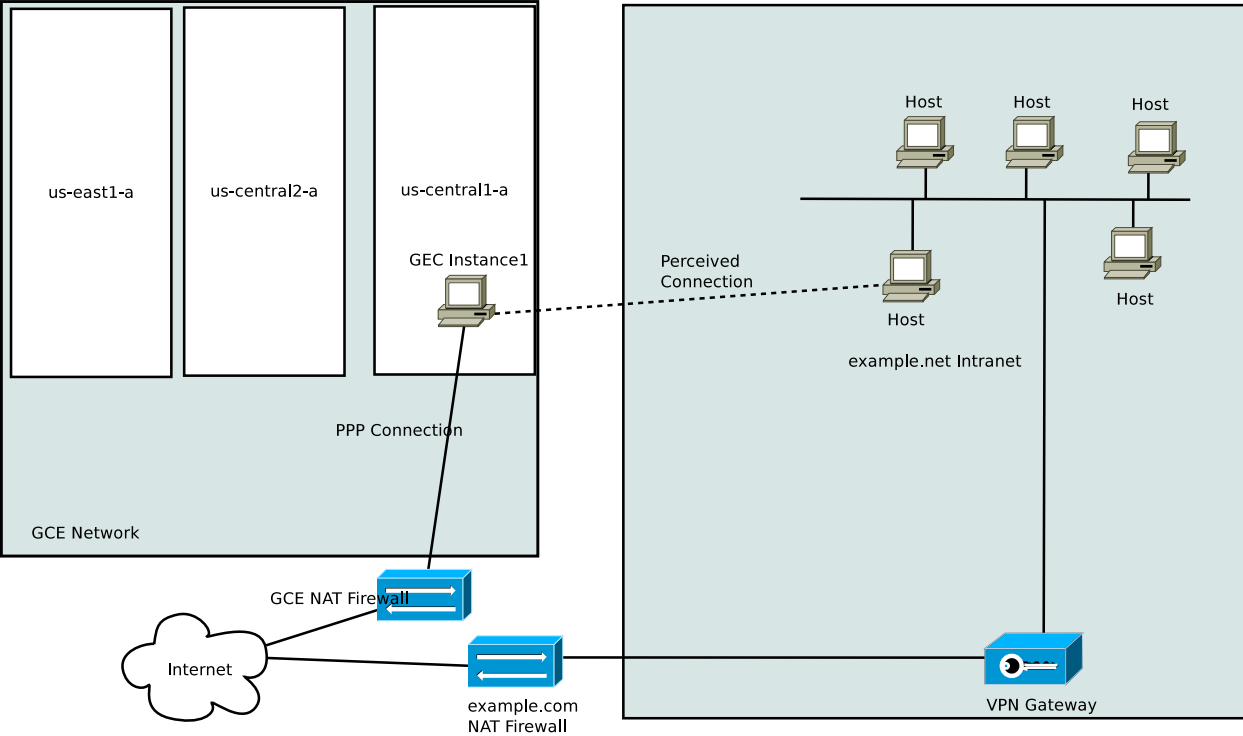 us-east1-a
us-central2-a
us-central1-a
GEC Instance1
PPP Connection
GCE Network
Host
Host
Host
Perceived
Connection
Host
Host
example.net Intranet
GCE NAT Firewall
Internet
example.com
NAT Firewall
VPN Gateway